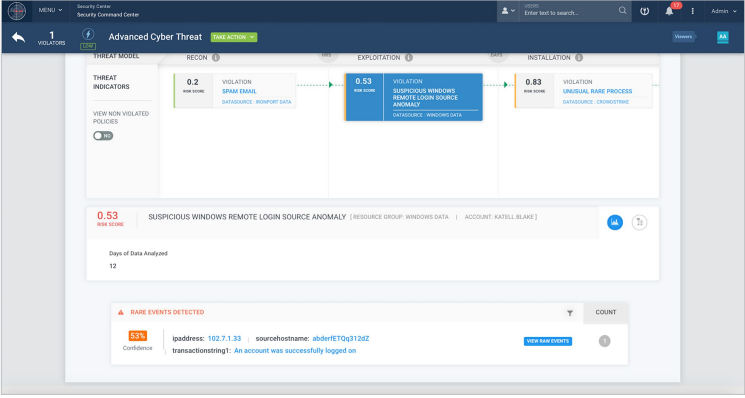 MENU
Security Center
Security Command Center
USERS
Enter text to search...
17
Admin
1
VIOLATORS
LOW
Advanced Cyber Threat
TAKE ACTION
Viewers
AA
THREAT MODEL
RECON
EXPLOITATION
DAYS
INSTALLATION
THREAT
INDICATORS
0.2
RISK SCORE
VIOLATION
SPAM EMAIL
DATASOURCE : IRONPORT DATA
0.53
RISK SCORE
VIOLATION
SUSPICIOUS WINDOWS
REMOTE LOGIN SOURCE
ANOMALY
DATASOURCE : WINDOWS DATA
0.83
RISK SCORE
VIOLATION
UNUSUAL RARE PROCESS
DATASOURCE : CROWDSTRIKE
VIEW NON VIOLATED
POLICIES
NO
0.53
RISK SCORE
SUSPICIOUS WINDOWS REMOTE LOGIN SOURCE ANOMALY [ RESOURCE GROUP: WINDOWS DATA | ACCOUNT: KATELL.BLAKE ]
Days of Data Analyzed
12
RARE EVENTS DETECTED
COUNT
53%
Confidence
ipaddress: 102.7.1.33 | sourcehostname: abderfETQq312dZ
transactionstring1: An account was successfully logged on
VIEW RAW EVENTS
1